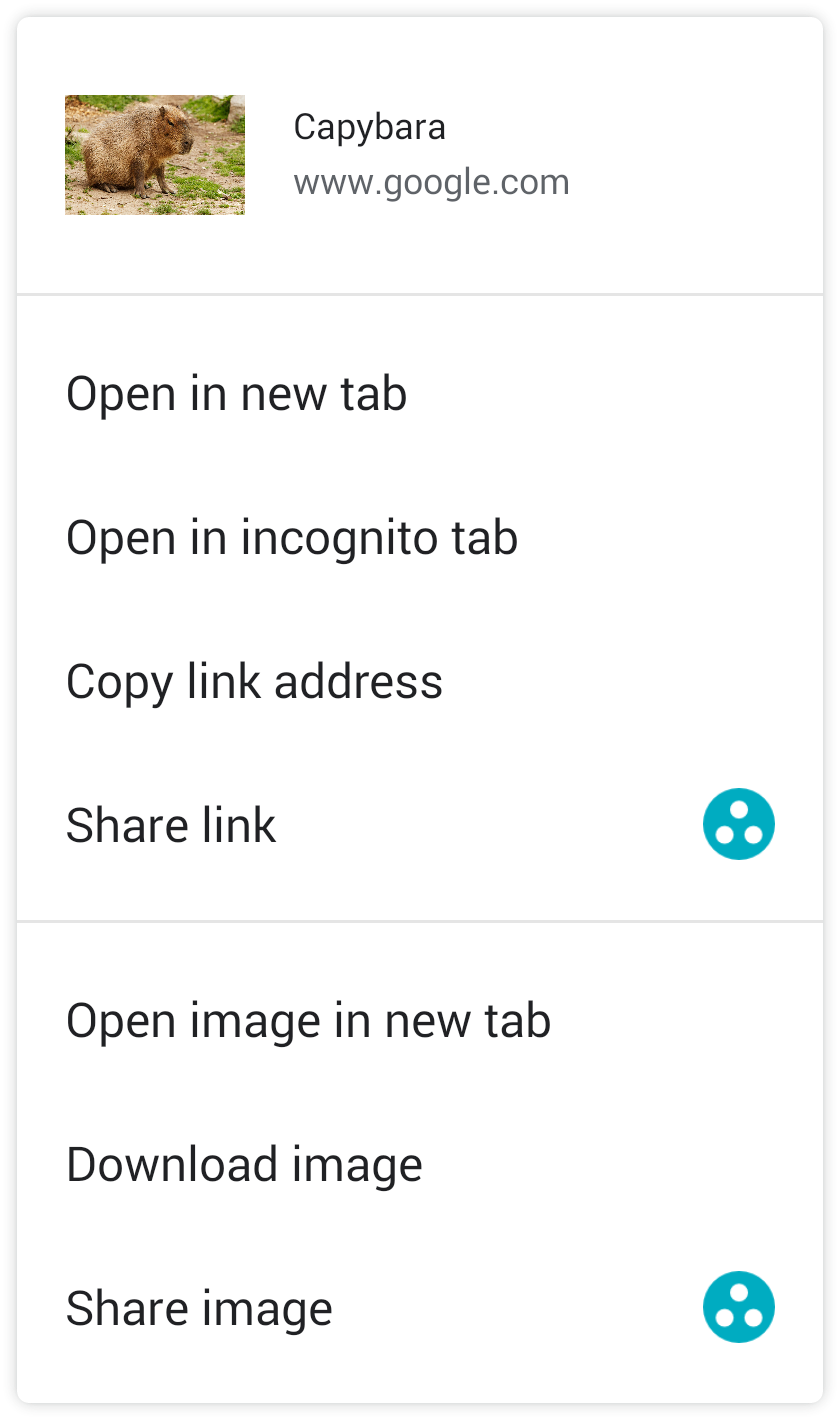 Capybara
www.google.com
Open in new tab
Open in incognito tab
Copy link address
Share link
Open image in new tab
Download image
Share image